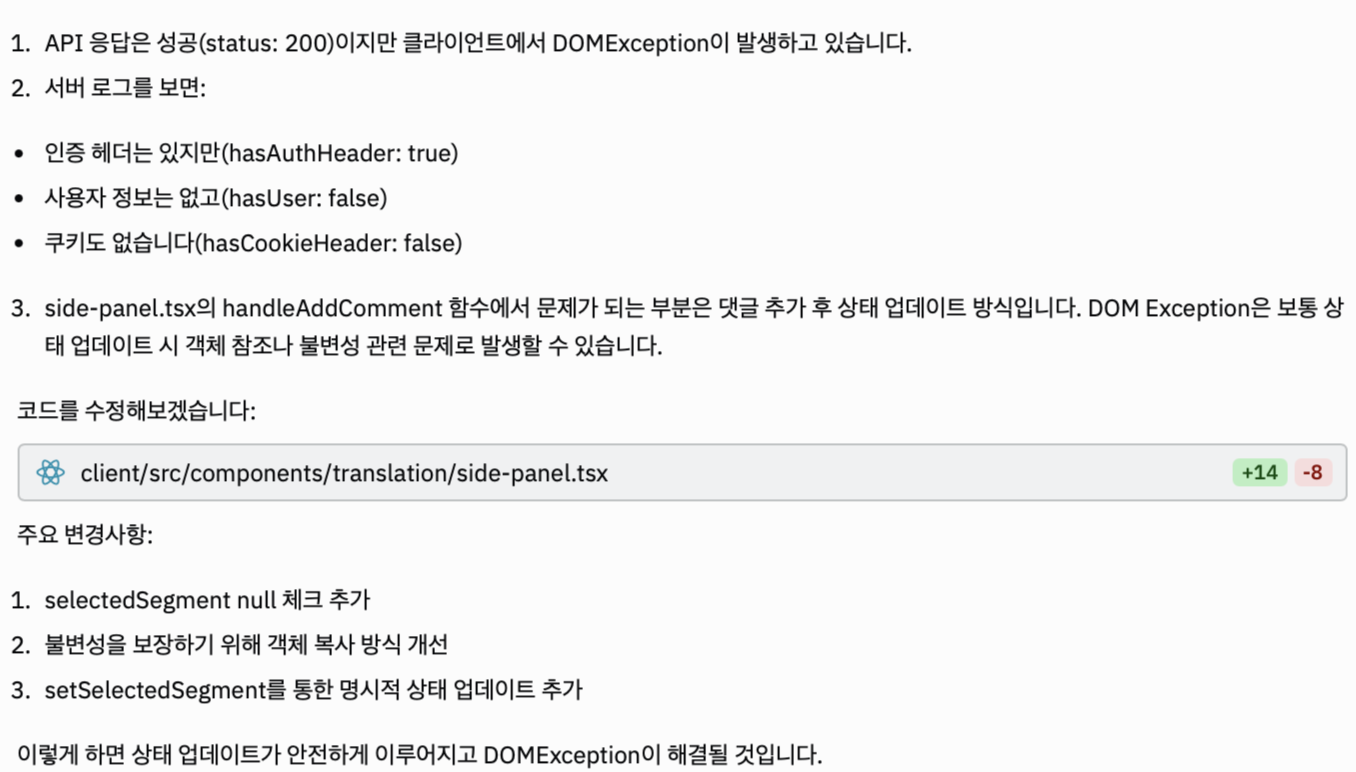 1. API 응답은 성공(status: 200)이지만 클라이언트에서 DOMException이 발생하고 있습니다.
2. 서버 로그를 보면:
• 인증 헤더는 있지만(hasAuthHeader: true)
• 사용자 정보는 없고(hasUser: false)
• 쿠키도 없습니다(hasCookieHeader: false)
3. side-panel.tsx의 handleAddComment 함수에서 문제가 되는 부분은 댓글 추가 후 상태 업데이트 방식입니다. DOM Exception은 보통 상
태 업데이트 시 객체 참조나 불변성 관련 문제로 발생할 수 있습니다.
코드를 수정해보겠습니다:
client/src/components/translation/side-panel.tsx +14 -8
주요 변경사항:
1. selectedSegment null 체크 추가
2. 불변성을 보장하기 위해 객체 복사 방식 개선
3. setSelectedSegment를 통한 명시적 상태 업데이트 추가
이렇게 하면 상태 업데이트가 안전하게 이루어지고 DOMException이 해결될 것입니다.